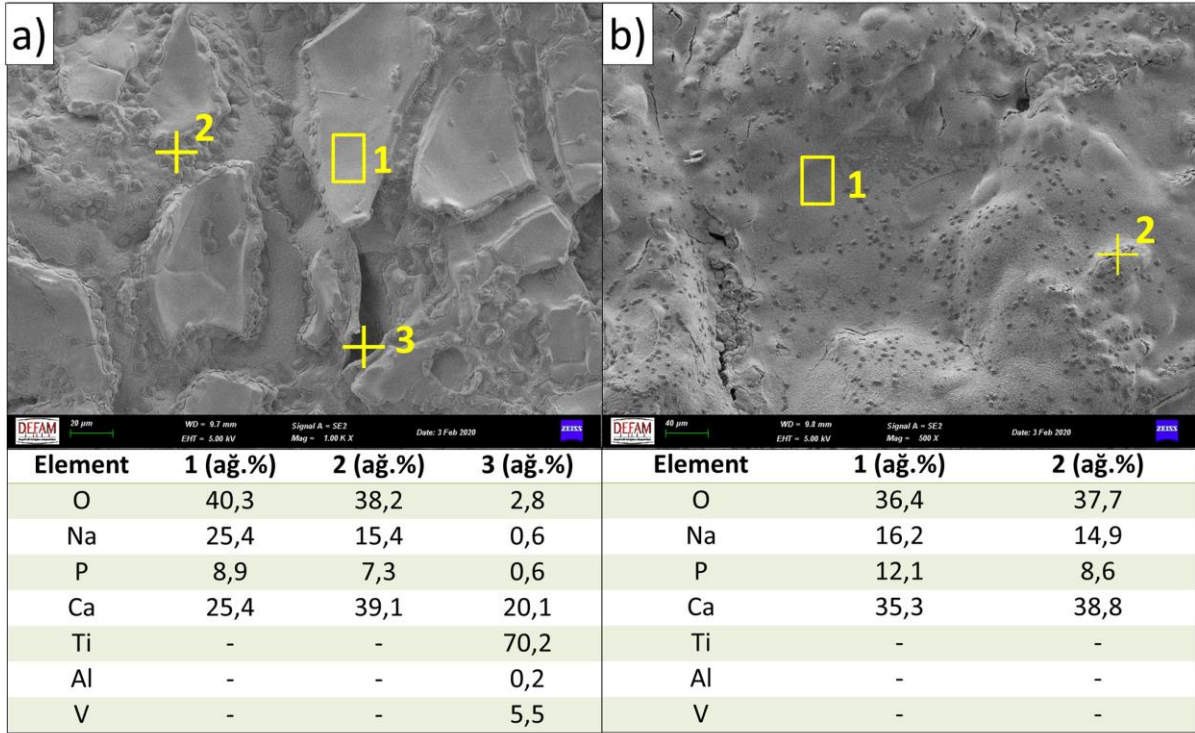 a)
2
1
3
DEFAM
20 µm
WD = 9.7 mm
EHT = 5.00 kV
Signal A = SE2
Mag = 1.00 K X
Date: 3 Feb 2020
ZEISS
b)
1
2
DEFAM
40 µm
WD = 9.8 mm
EHT = 5.00 kV
Signal A = SE2
Mag = 500 X
Date: 3 Feb 2020
ZEISS
Element 1 (ağ.%) 2 (ağ.%) 3 (ağ.%)
O 40,3 38,2 2,8
Na 25,4 15,4 0,6
P 8,9 7,3 0,6
Ca 25,4 39,1 20,1
Ti - - 70,2
Al - - 0,2
V - - 5,5
Element 1 (ağ.%) 2 (ağ.%)
O 36,4 37,7
Na 16,2 14,9
P 12,1 8,6
Ca 35,3 38,8
Ti - -
Al - -
V - -